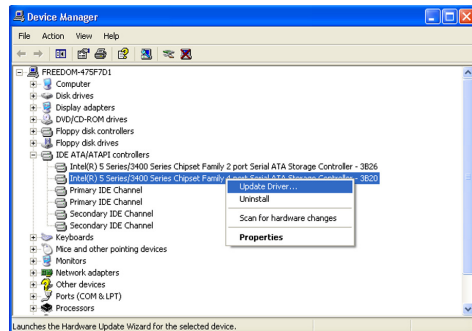 Device Manager
File Action View Help
FREEDOM-475F7D1
Computer
Disk drives
Display adapters
DVD/CD-ROM drives
Floppy disk controllers
Floppy disk drives
IDE ATA/ATAPI controllers
Intel(R) 5 Series/3400 Series Chipset Family 2 port Serial ATA Storage Controller - 3B26
Intel(R) 5 Series/3400 Series Chipset Family 4 port Serial ATA Storage Controller - 3B20
Primary IDE Channel
Primary IDE Channel
Secondary IDE Channel
Secondary IDE Channel
Keyboards
Mice and other pointing devices
Monitors
Network adapters
Other devices
Ports (COM & LPT)
Processors
Update Driver...
Uninstall
Scan for hardware changes
Properties
Launches the Hardware Update Wizard for the selected device.